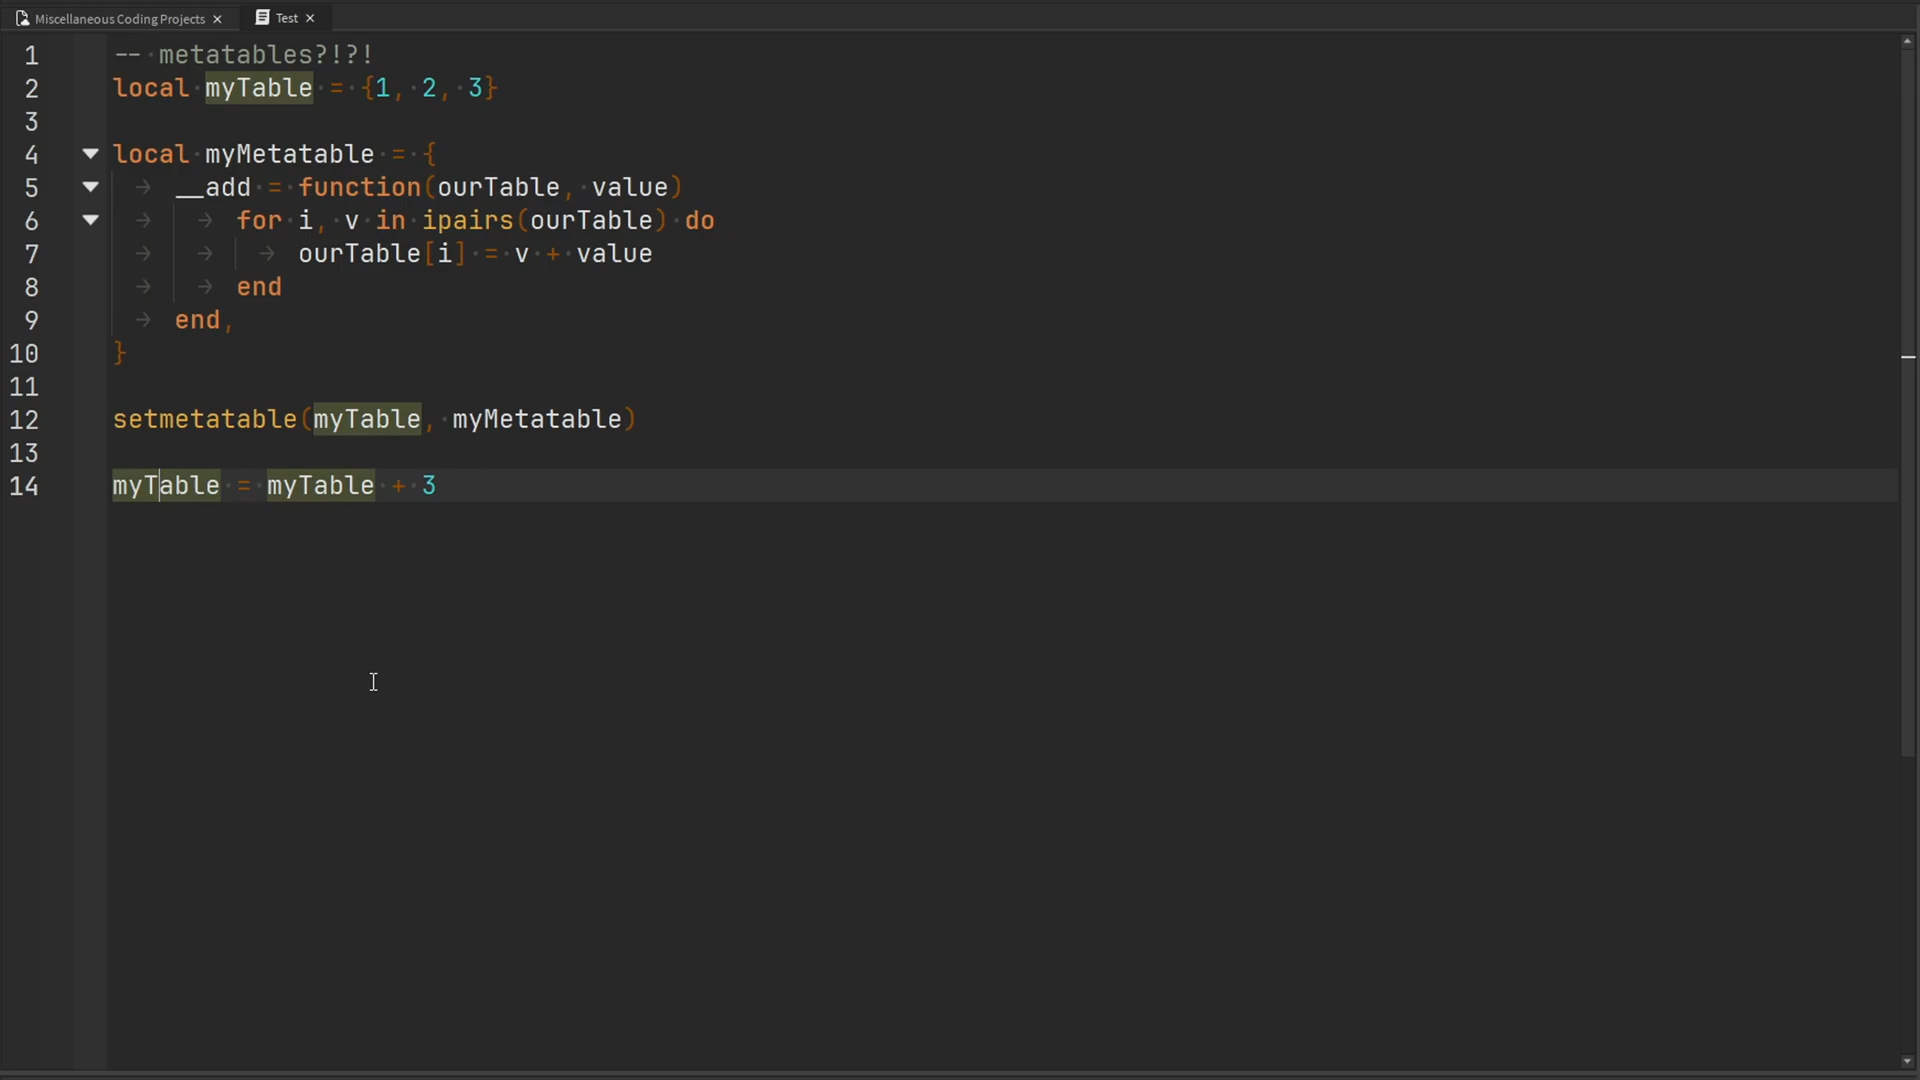 Miscellaneous Coding Projects
Test
1 -- metatables?!?!
2 local myTable = {1, 2, 3}
3
4 local myMetatable = {
5 __add = function(ourTable, value)
6 for i, v in ipairs(ourTable) do
7 ourTable[i] = v + value
8 end
9 end,
10 }
11
12 setmetatable(myTable, myMetatable)
13
14 myTable = myTable + 3